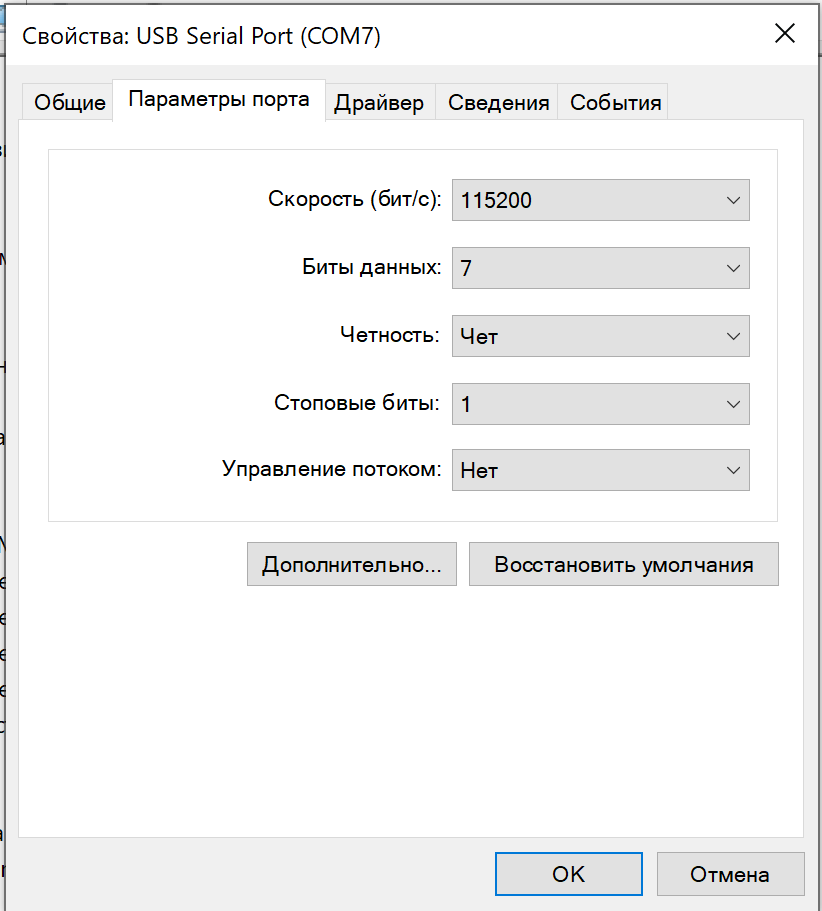 Свойства: USB Serial Port (COM7)
Общие Параметры порта Драйвер Сведения События
Скорость (бит/с): 115200
Биты данных: 7
Четность: Чет
Стоповые биты: 1
Управление потоком: Нет
Дополнительно... Восстановить умолчания
OK Отмена